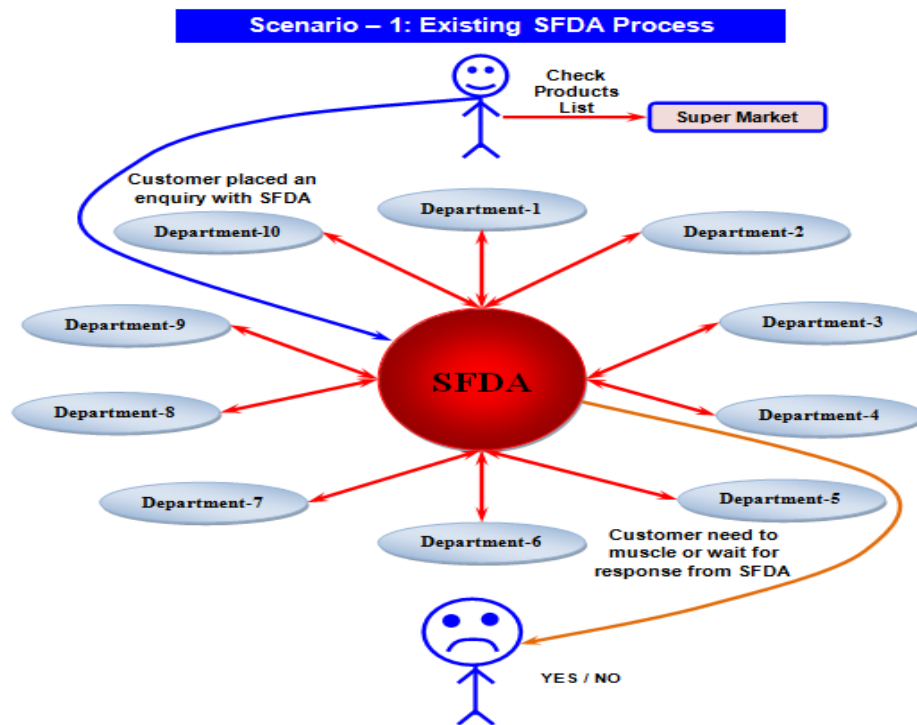 Scenario – 1: Existing SFDA Process
Check
Products
List
Super Market
Customer placed an
enquiry with SFDA
Department-1
Department-10
Department-2
Department-9
Department-3
SFDA
Department-8
Department-4
Department-7
Department-5
Department-6
Customer need to
muscle or wait for
response from SFDA
YES / NO